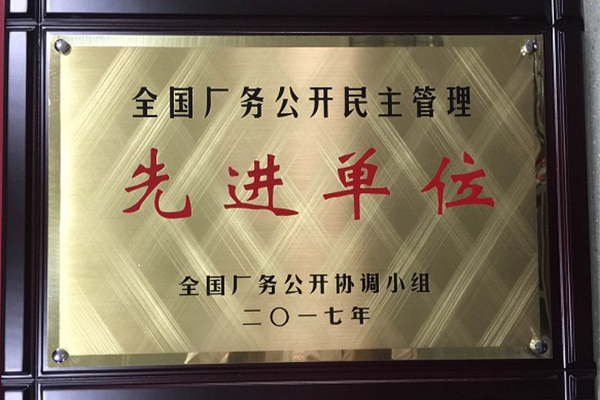 全国厂务公开民主管理
先进单位
全国厂务公开协调小组
二〇一七年